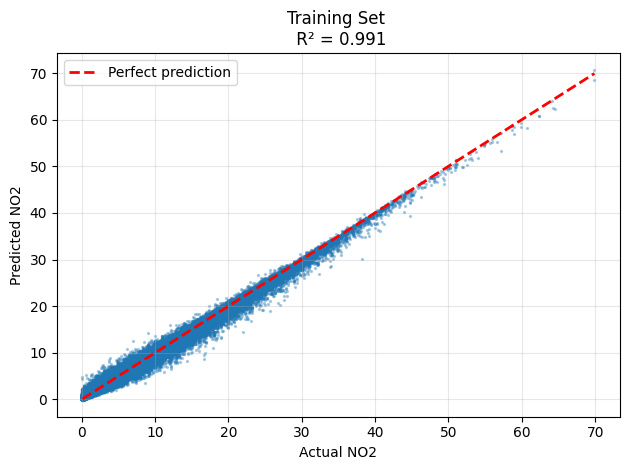 Training Set
R² = 0.991
Perfect prediction
Predicted NO2
70
60
50
40
30
20
10
0
0 10 20 30 40 50 60 70
Actual NO2